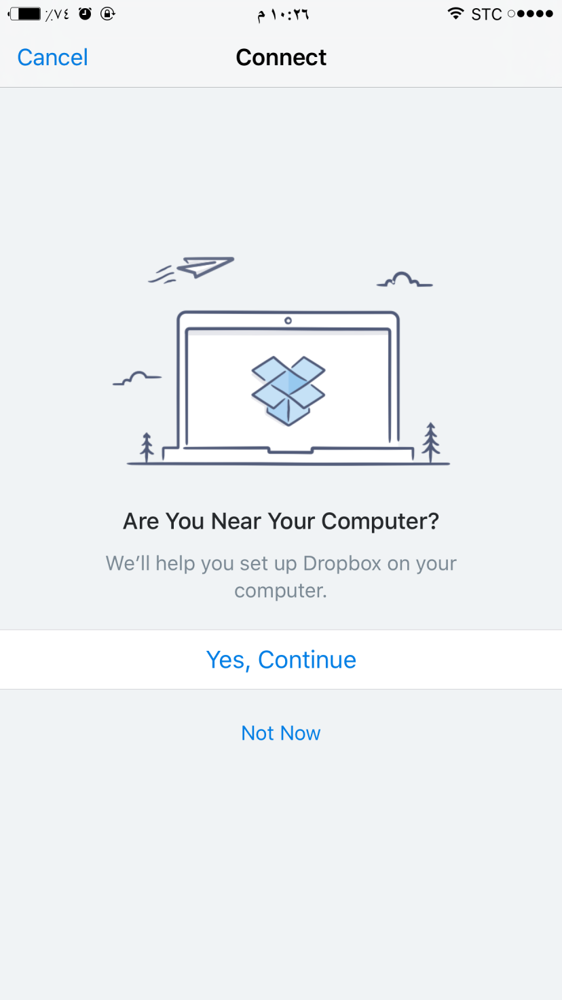 ٪٧٤ ١٠:٢٦ م STC
Cancel Connect
Are You Near Your Computer?
We’ll help you set up Dropbox on your
computer.
Yes, Continue
Not Now